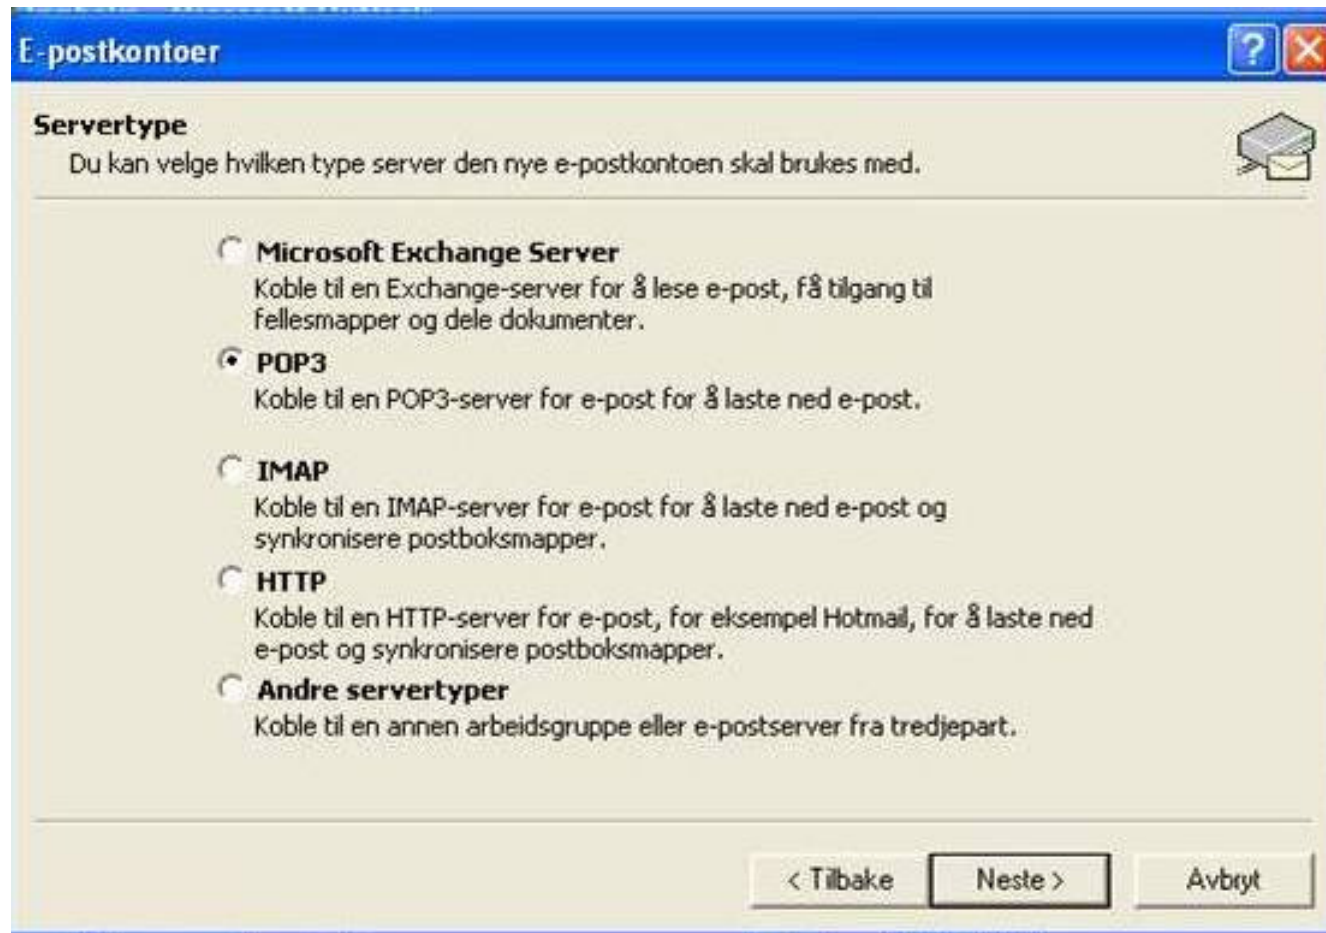 E-postkontoer
Servertype
Du kan velge hvilken type server den nye e-postkontoen skal brukes med.
Microsoft Exchange Server
Koble til en Exchange-server for å lese e-post, få tilgang til
fellesmapper og dele dokumenter.
POP3
Koble til en POP3-server for e-post for å laste ned e-post.
IMAP
Koble til en IMAP-server for e-post for å laste ned e-post og
synkronisere postboksmapper.
HTTP
Koble til en HTTP-server for e-post, for eksempel Hotmail, for å laste ned
e-post og synkronisere postboksmapper.
Andre servertyper
Koble til en annen arbeidsgruppe eller e-postserver fra tredjepart.
< Tilbake
Neste >
Avbryt